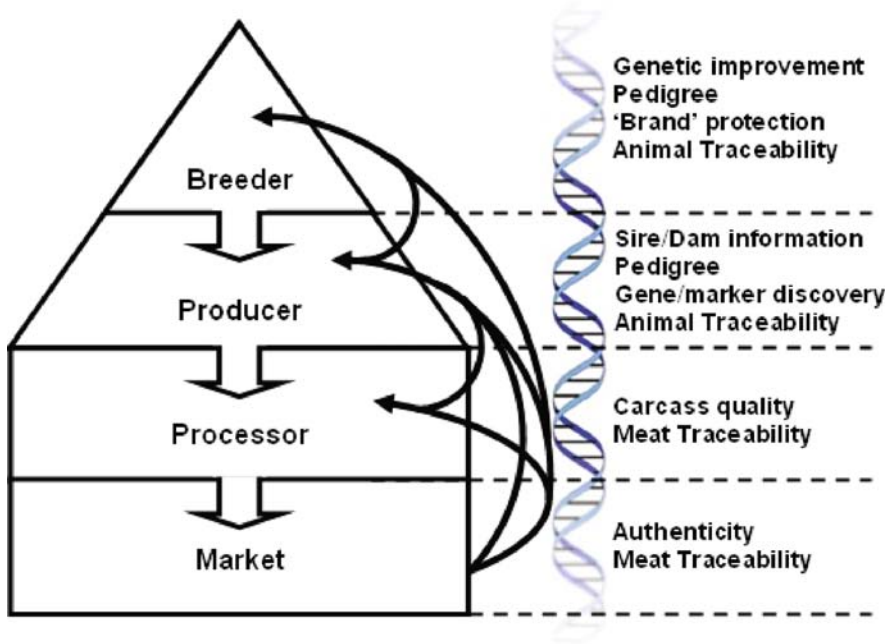 Genetic improvement
Pedigree
‘Brand’ protection
Animal Traceability
Breeder
Sire/Dam information
Pedigree
Gene/marker discovery
Animal Traceability
Producer
Carcass quality
Meat Traceability
Processor
Authenticity
Meat Traceability
Market